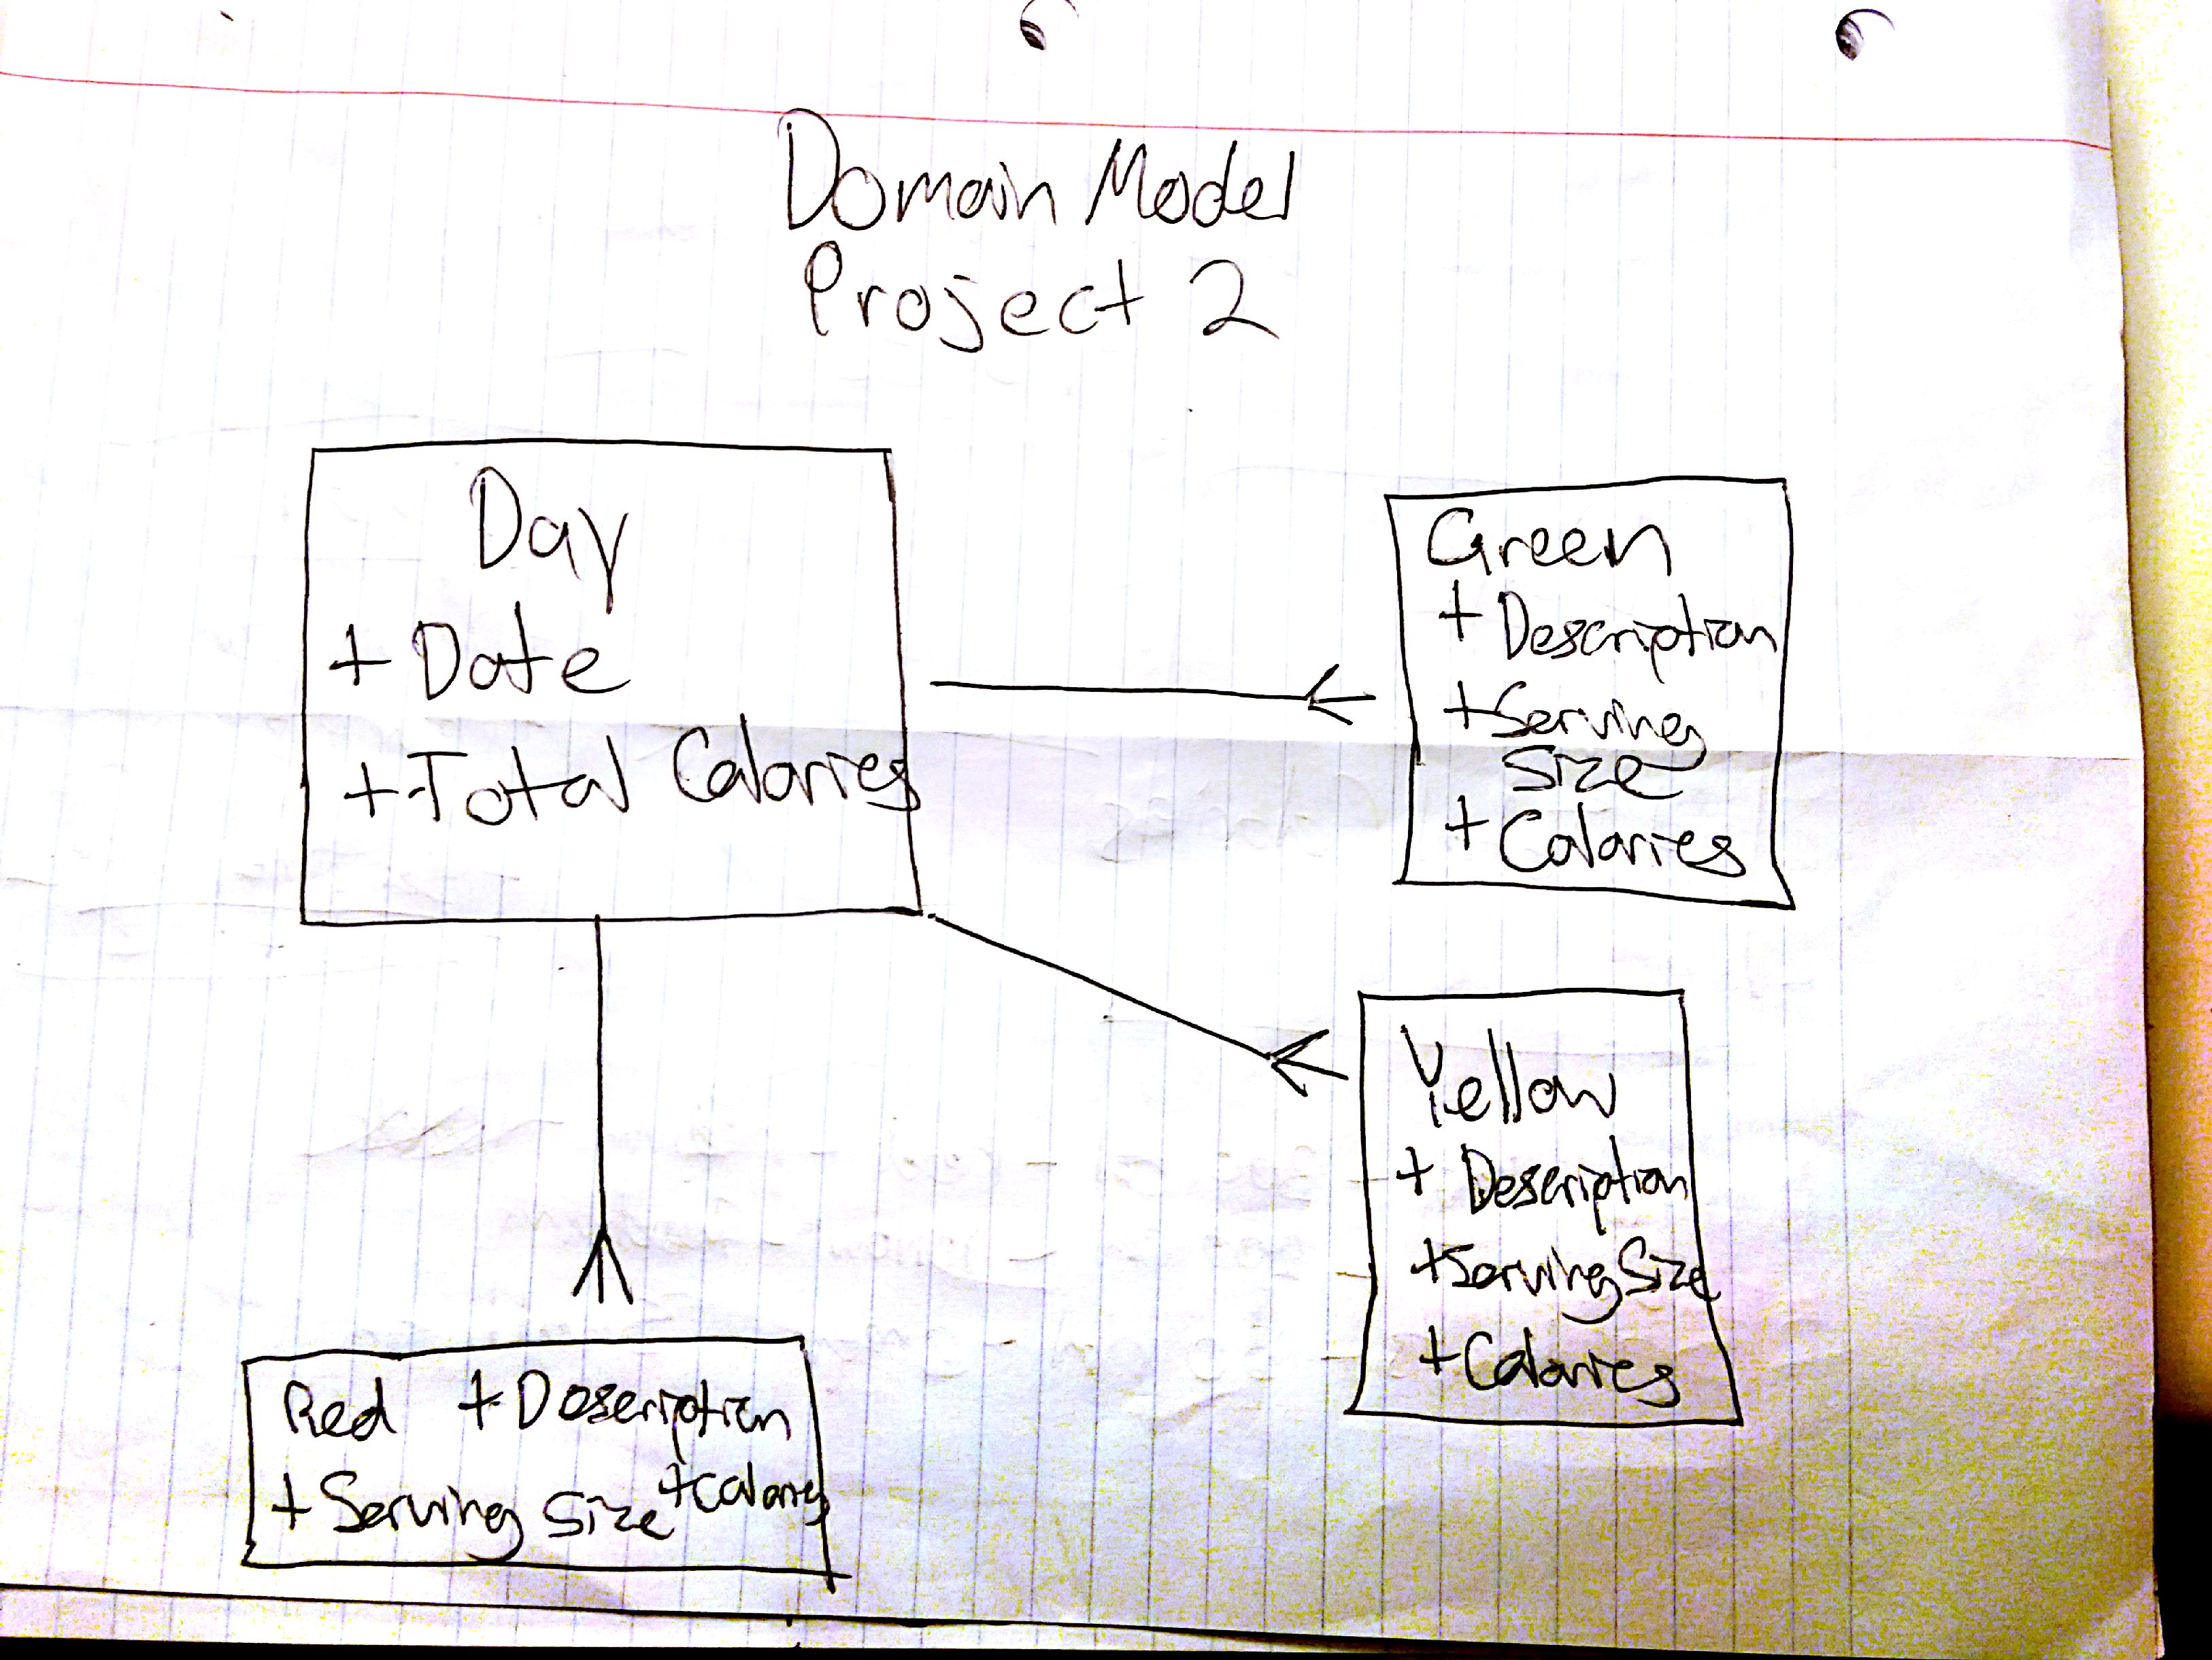 Domain Model
Project 2
Day
+ Date
+ Total Calories
Green
+ Description
+ Serving
Size
+ Calories
Yellow
+ Description
+ Serving Size
+ Calories
Red + Description
+ Serving Size + Calories